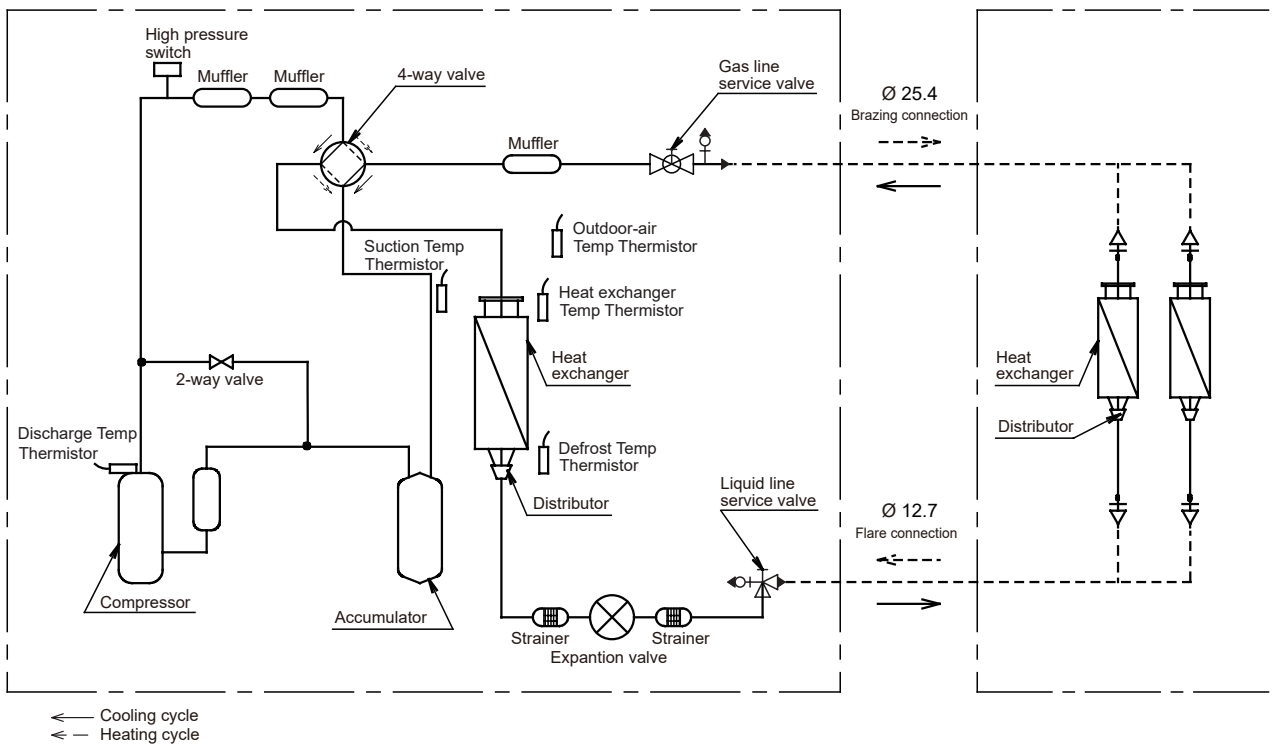 High pressure
switch
Muffler
Muffler
4-way valve
Gas line
service valve
Ø 25.4
Brazing connection
Muffler
Outdoor-air
Temp Thermistor
Suction Temp
Thermistor
Heat exchanger
Temp Thermistor
Heat
exchanger
2-way valve
Heat
exchanger
Distributor
Discharge Temp
Thermistor
Defrost Temp
Thermistor
Distributor
Liquid line
service valve
Ø 12.7
Flare connection
Compressor
Accumulator
Strainer
Strainer
Expantion valve
Cooling cycle
Heating cycle